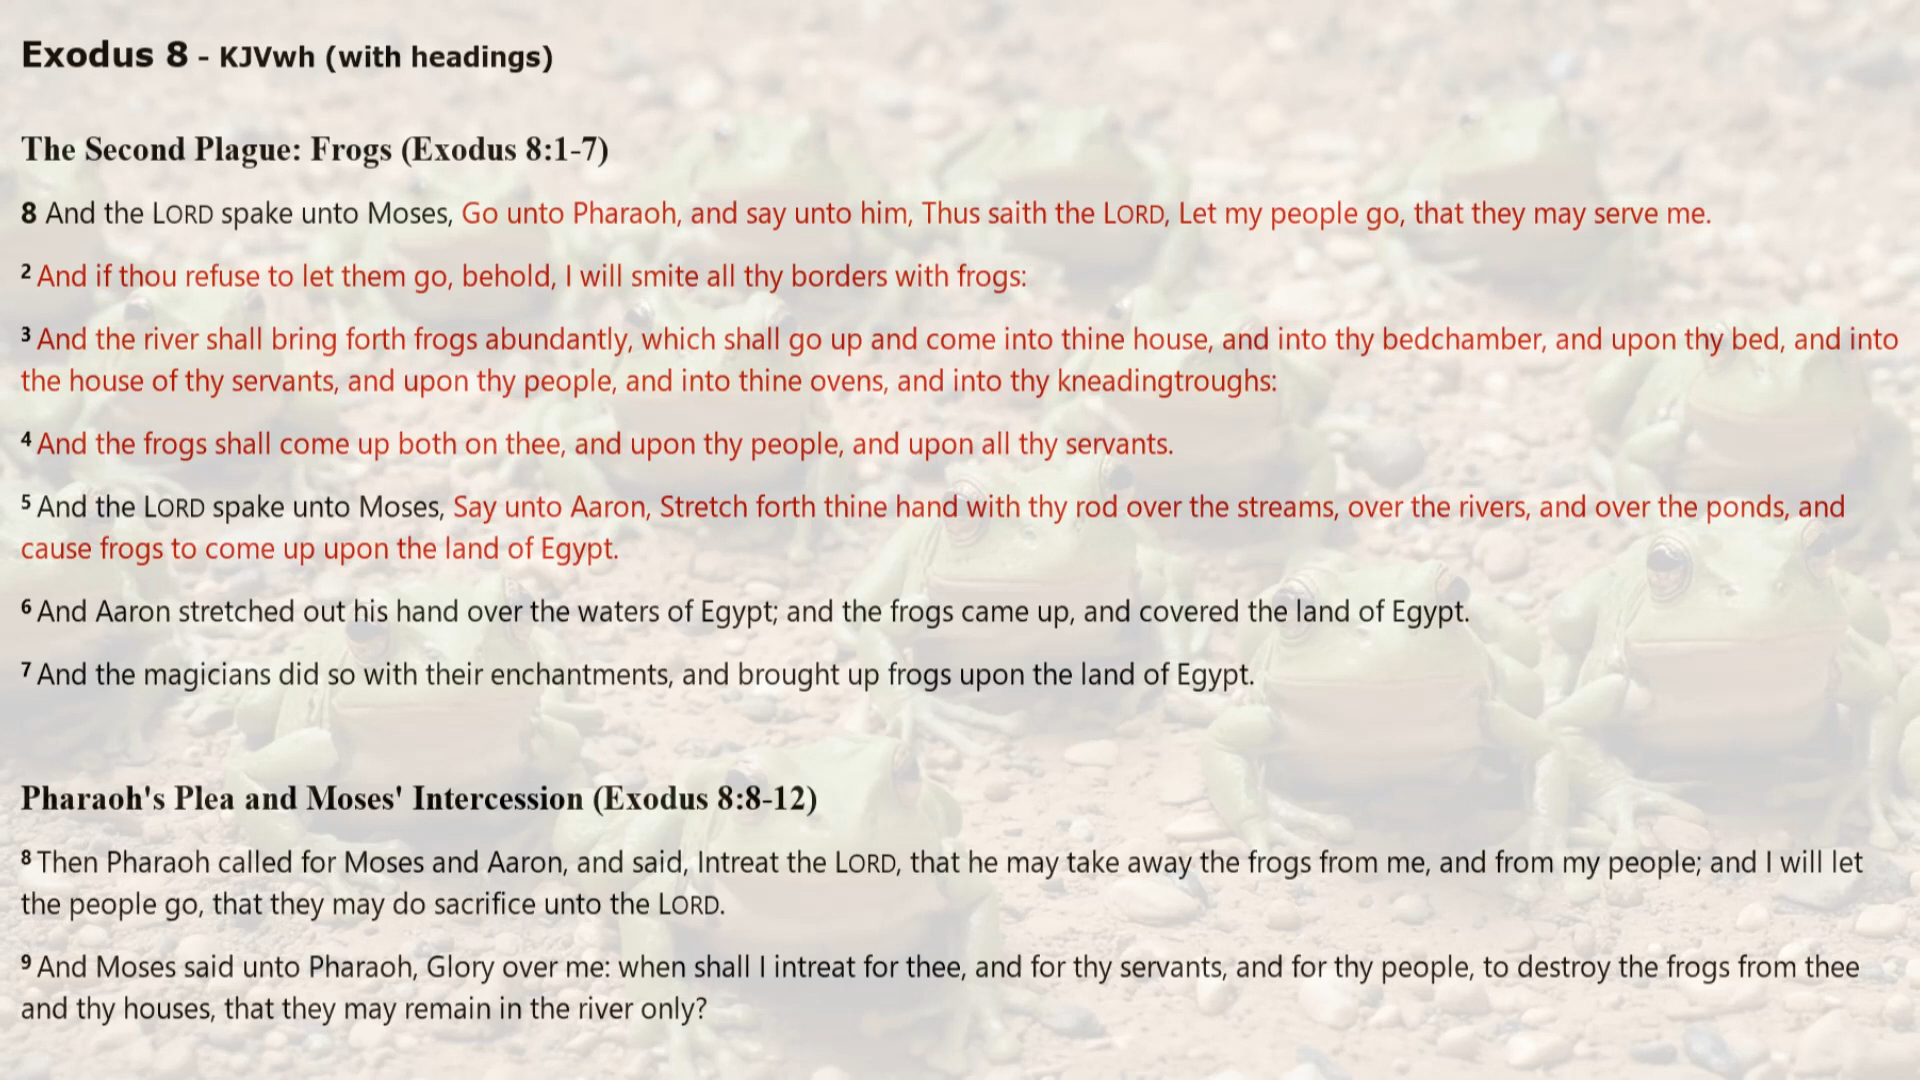 Exodus 8 - KJVwh (with headings)
The Second Plague: Frogs (Exodus 8:1-7)
8 And the LORD spake unto Moses, Go unto Pharaoh, and say unto him, Thus saith the LORD, Let my people go, that they may serve me.
2 And if thou refuse to let them go, behold, I will smite all thy borders with frogs:
3 And the river shall bring forth frogs abundantly, which shall go up and come into thine house, and into thy bedchamber, and upon thy bed, and into
the house of thy servants, and upon thy people, and into thine ovens, and into thy kneadingtroughs:
4 And the frogs shall come up both on thee, and upon thy people, and upon all thy servants.
5 And the LORD spake unto Moses, Say unto Aaron, Stretch forth thine hand with thy rod over the streams, over the rivers, and over the ponds, and
cause frogs to come up upon the land of Egypt.
6 And Aaron stretched out his hand over the waters of Egypt; and the frogs came up, and covered the land of Egypt.
7 And the magicians did so with their enchantments, and brought up frogs upon the land of Egypt.
Pharaoh's Plea and Moses' Intercession (Exodus 8:8-12)
8 Then Pharaoh called for Moses and Aaron, and said, Intreat the LORD, that he may take away the frogs from me, and from my people; and I will let
the people go, that they may do sacrifice unto the LORD.
9 And Moses said unto Pharaoh, Glory over me: when shall I intreat for thee, and for thy servants, and for thy people, to destroy the frogs from thee
and thy houses, that they may remain in the river only?